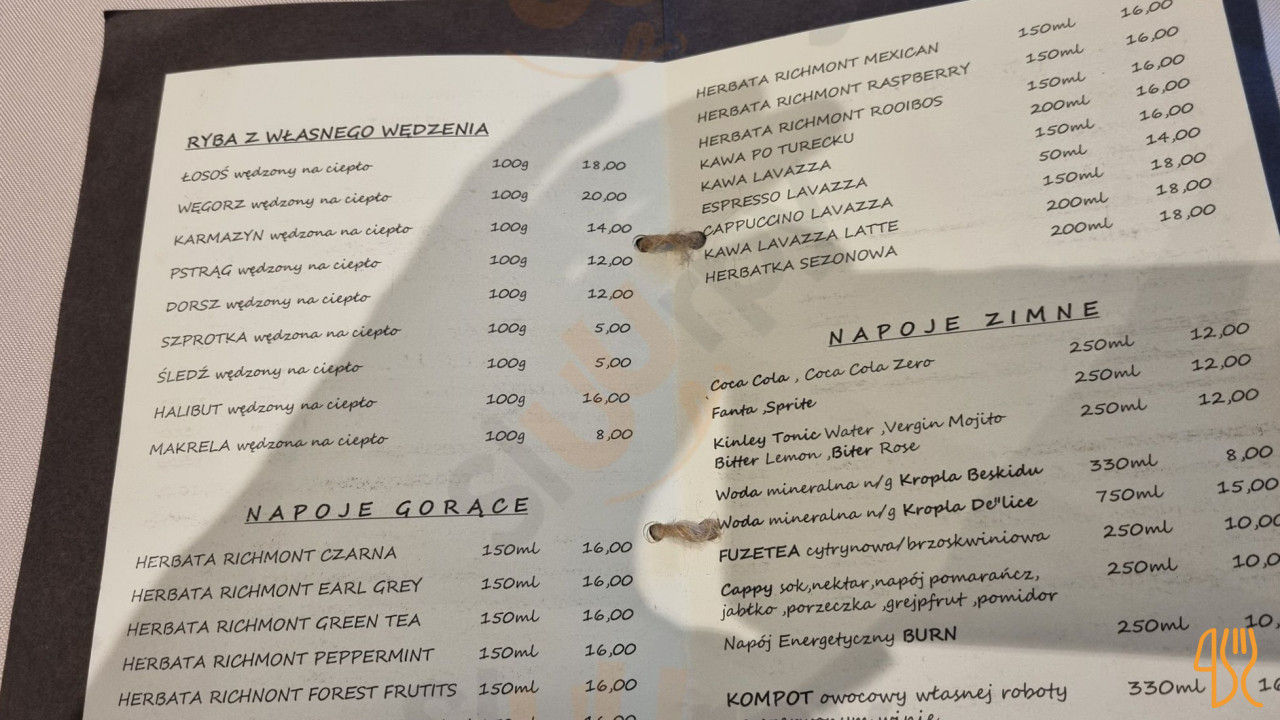 RYBA Z WŁASNEGO WĘDZENIA
ŁOSOŚ wędzony na ciepło 100g 18,00
WĘGORZ wędzony na ciepło 100g 20,00
KARMAZYN wędzona na ciepło 100g 14,00
PSTRĄG wędzony na ciepło 100g 12,00
DORSZ wędzony na ciepło 100g 12,00
SZPROTKA wędzona na ciepło 100g 5,00
ŚLEDŹ wędzony na ciepło 100g 5,00
HALIBUT wędzony na ciepło 100g 16,00
MAKRELA wędzona na ciepło 100g 8,00
NAPOJE GORĄCE
HERBATA RICHMONT CZARNA 150ml 16,00
HERBATA RICHMONT EARL GREY 150ml 16,00
HERBATA RICHMONT GREEN TEA 150ml 16,00
HERBATA RICHMONT PEPPERMINT 150ml 16,00
HERBATA RICHNONT FOREST FRUTITS 150ml 16,00
HERBATA RICHMONT MEXICAN 150ml 16,00
HERBATA RICHMONT RASPBERRY 150ml 16,00
HERBATA RICHMONT ROOIBOS 150ml 16,00
KAWA PO TURECKU 200ml 16,00
KAWA LAVAZZA 150ml 16,00
ESPRESSO LAVAZZA 50ml 14,00
CAPPUCCINO LAVAZZA 150ml 18,00
KAWA LAVAZZA LATTE 200ml 18,00
HERBATKA SEZONOWA 200ml 18,00
NAPOJE ZIMNE
Coca Cola , Coca Cola Zero 250ml 12,00
Fanta ,Sprite 250ml 12,00
Kinley Tonic Water ,Vergin Mojito 250ml 12,00
Bitter Lemon ,Biter Rose
Woda mineralna n/g Kropla Beskidu 330ml 8,00
Woda mineralna n/g Kropla De"lice 750ml 15,00
FUZETEA cytrynowa/brzoskwiniowa 250ml 10,00
Cappy sok,nektar,napój pomarańcz, 250ml 10,0
jabłko ,porzeczka ,grejpfrut ,pomidor
Napój Energetyczny BURN 250ml 10,
KOMPOT owocowy własnej roboty 330ml